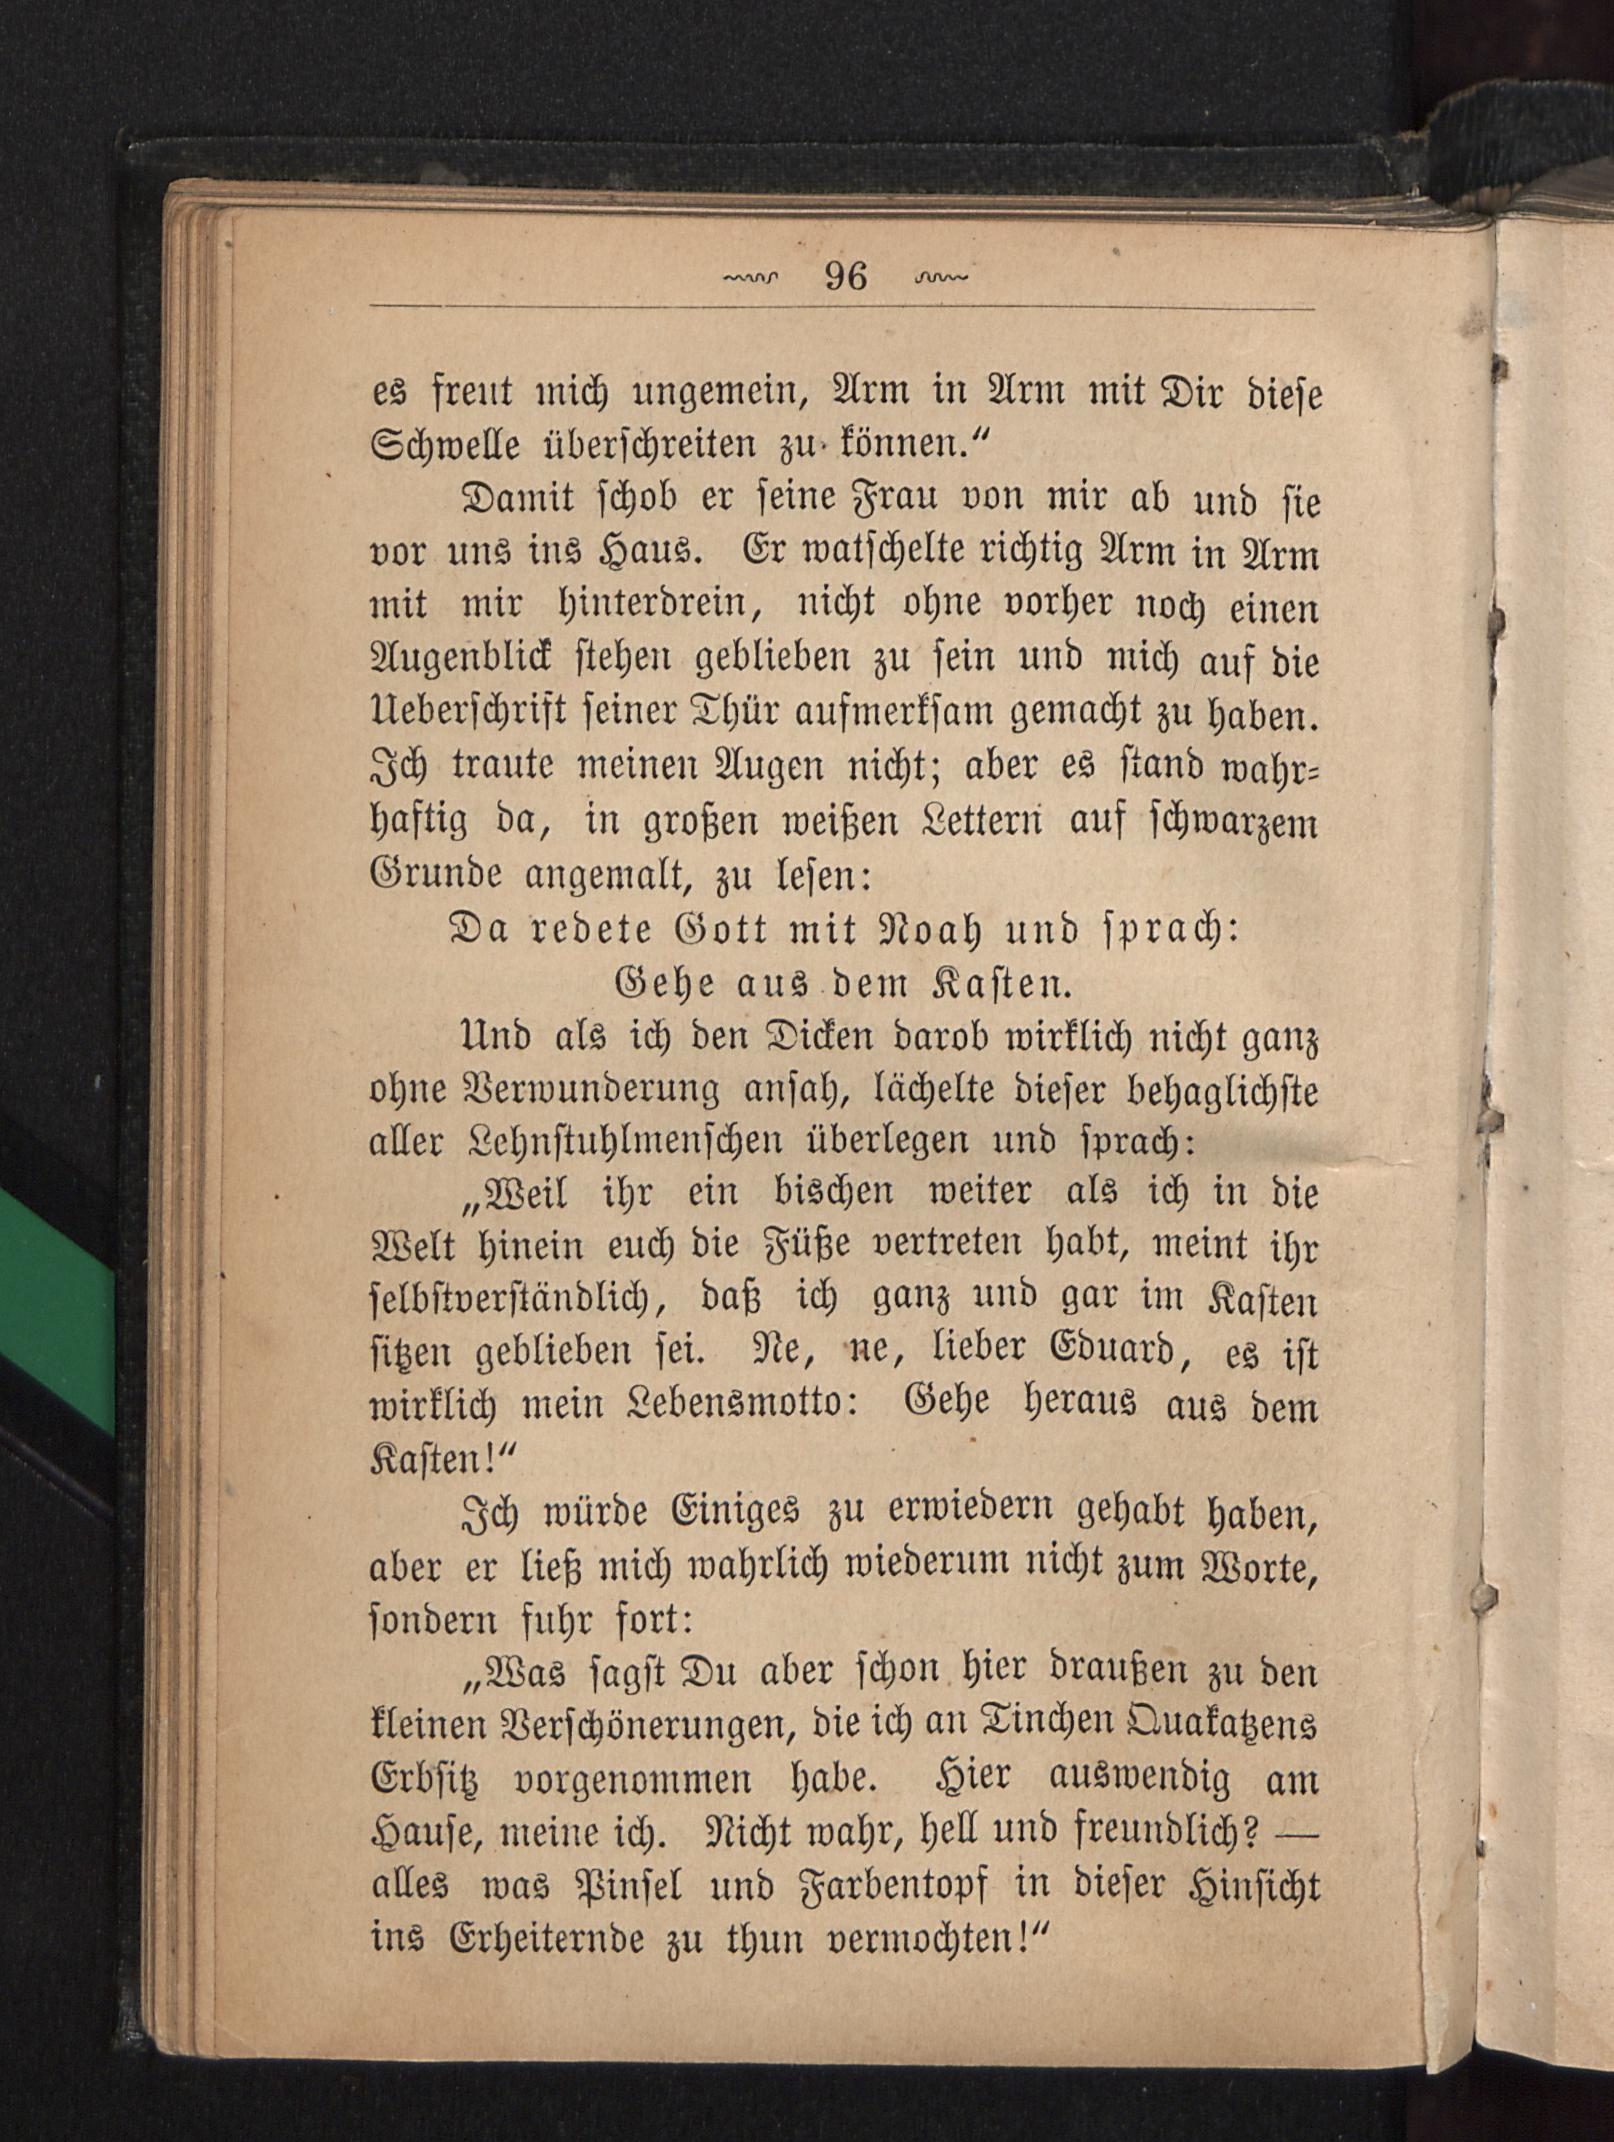 96
es freut mich ungemein, Arm in Arm mit Dir diese
Schwelle überschreiten zu können.“
Damit schob er seine Frau von mir ab und sie
vor uns ins Haus. Er watschelte richtig Arm in Arm
mit mir hinterdrein, nicht ohne vorher noch einen
Augenblick stehen geblieben zu sein und mich auf die
Ueberschrift seiner Thür aufmerksam gemacht zu haben.
Ich traute meinen Augen nicht; aber es stand wahr-
haftig da, in großen weißen Lettern auf schwarzem
Grunde angemalt, zu lesen:
Da redete Gott mit Noah und sprach:
Gehe aus dem Kasten.
Und als ich den Dicken darob wirklich nicht ganz
ohne Verwunderung ansah, lächelte dieser behaglichste
aller Lehnstuhlmenschen überlegen und sprach:
„Weil ihr ein bischen weiter als ich in die
Welt hinein euch die Füße vertreten habt, meint ihr
selbstverständlich, daß ich ganz und gar im Kasten
sitzen geblieben sei. Ne, ne, lieber Eduard, es ist
wirklich mein Lebensmotto: Gehe heraus aus dem
Kasten!“
Ich würde Einiges zu erwiedern gehabt haben,
aber er ließ mich wahrlich wiederum nicht zum Worte,
sondern fuhr fort:
„Was sagst Du aber schon hier draußen zu den
kleinen Verschönerungen, die ich an Tinchen Quakatzens
Erbsitz vorgenommen habe. Hier auswendig am
Hause, meine ich. Nicht wahr, hell und freundlich? —
alles was Pinsel und Farbentopf in dieser Hinsicht
ins Erheiternde zu thun vermochten!“